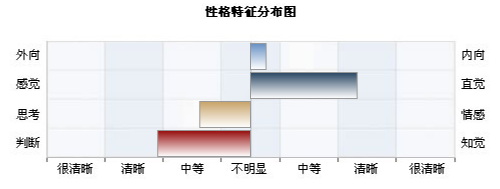 性格特征分布图
外向 内向
感觉 直觉
思考 情感
判断 知觉
很清晰 清晰 中等 不明显 中等 清晰 很清晰